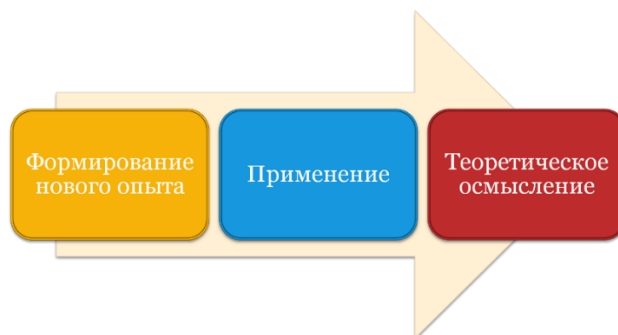 Формирование
нового опыта
Применение
Теоретическое
осмысление